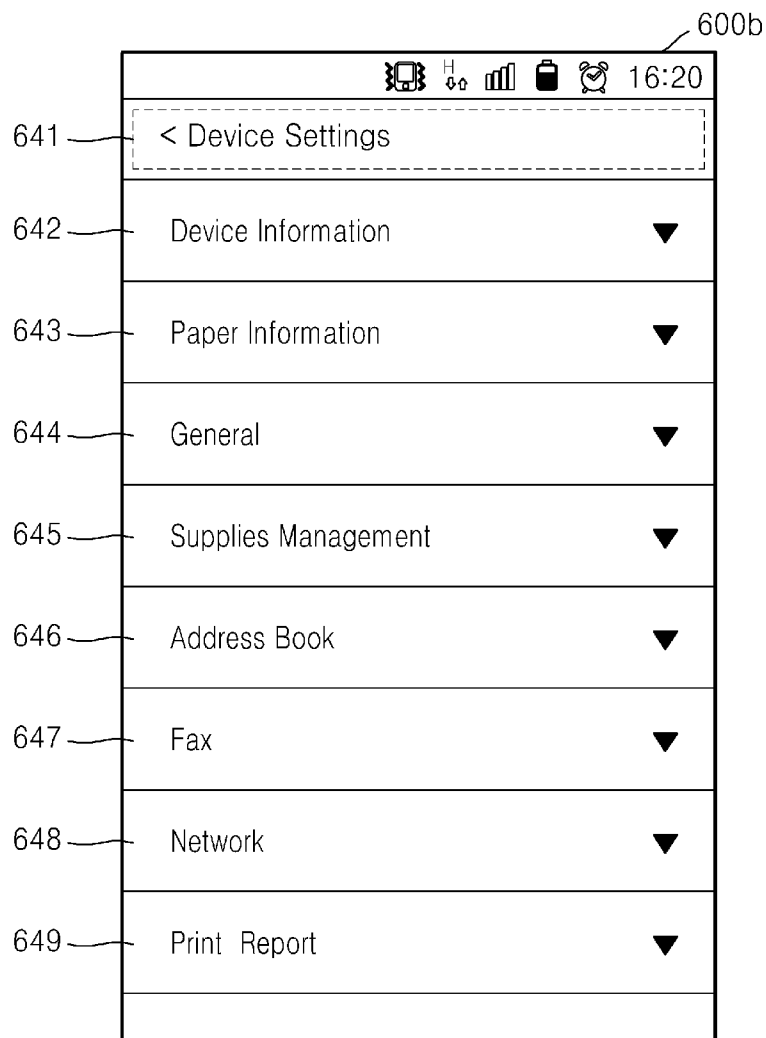 600b
H 16:20
641 < Device Settings
642 Device Information
643 Paper Information
644 General
645 Supplies Management
646 Address Book
647 Fax
648 Network
649 Print Report